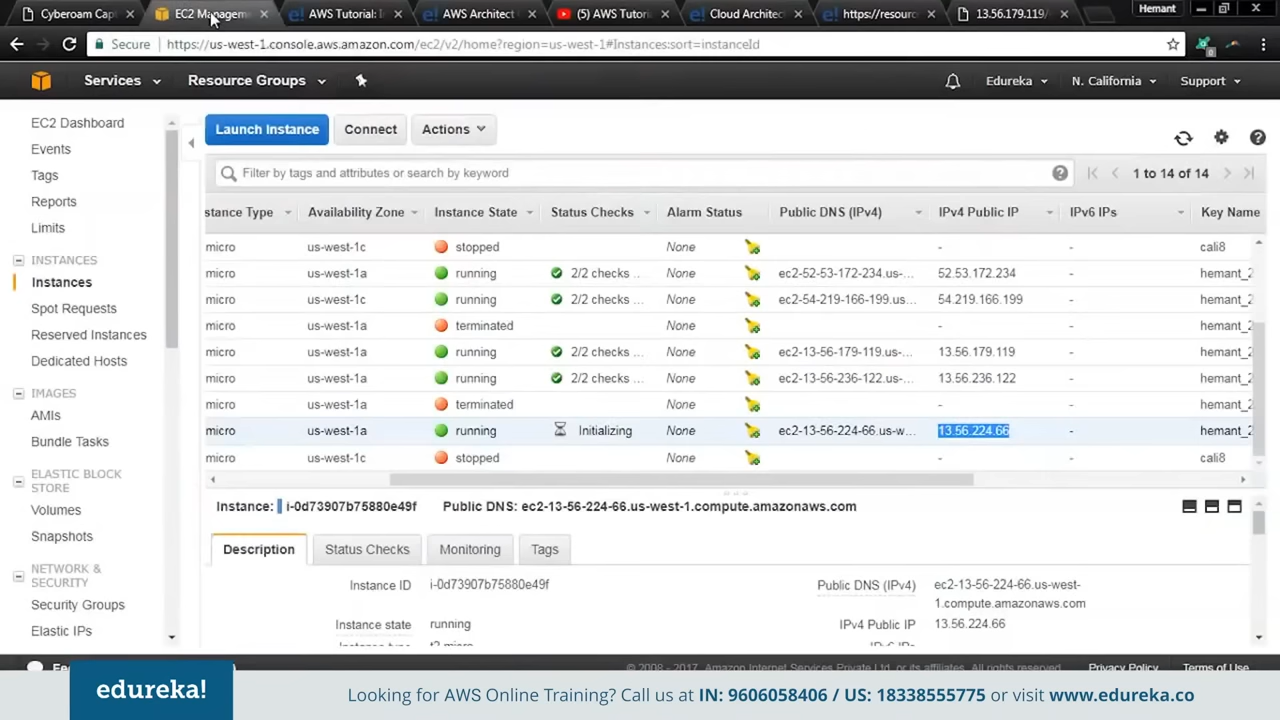 Cyberoam Cap
EC2 Managem
AWS Tutorial: I
AWS Architect
(5) AWS Tutor
Cloud Architec
https://resour
13.56.179.119/
Hemant
Secure
https://us-west-1.console.aws.amazon.com/ec2/v2/home?region=us-west-1#Instances:sort=instanceId
Services
Resource Groups
Edureka
N. California
Support
EC2 Dashboard
Events
Tags
Reports
Limits
INSTANCES
Instances
Spot Requests
Reserved Instances
Dedicated Hosts
IMAGES
AMIs
Bundle Tasks
ELASTIC BLOCK
STORE
Volumes
Snapshots
NETWORK &
SECURITY
Security Groups
Elastic IPs
Launch Instance
Connect
Actions
Filter by tags and attributes or search by keyword
1 to 14 of 14
stance Type Availability Zone Instance State Status Checks Alarm Status Public DNS (IPv4) IPv4 Public IP IPv6 IPs Key Name
micro us-west-1c stopped None - - cali8
micro us-west-1a running 2/2 checks ... None ec2-52-53-172-234.us-... 52.53.172.234 - hemant_2
micro us-west-1c running 2/2 checks ... None ec2-54-219-166-199.us... 54.219.166.199 - hemant_2
micro us-west-1a terminated None - - hemant_2
micro us-west-1a running 2/2 checks ... None ec2-13-56-179-119.us-... 13.56.179.119 - hemant_2
micro us-west-1a running 2/2 checks ... None ec2-13-56-236-122.us-... 13.56.236.122 - hemant_2
micro us-west-1a terminated None - - hemant_2
micro us-west-1a running Initializing None ec2-13-56-224-66.us-w... 13.56.224.66 - hemant_2
micro us-west-1c stopped None - - cali8
Instance: i-0d73907b75880e49f Public DNS: ec2-13-56-224-66.us-west-1.compute.amazonaws.com
Description
Status Checks
Monitoring
Tags
Instance ID i-0d73907b75880e49f
Public DNS (IPv4) ec2-13-56-224-66.us-west-
1.compute.amazonaws.com
Instance state running
IPv4 Public IP 13.56.224.66
© 2008 - 2017, Amazon Internet Services Private Ltd. or its affiliates. All rights reserved.
Privacy Policy
Terms of Use
edureka!
Looking for AWS Online Training? Call us at IN: 9606058406 / US: 18338555775 or visit www.edureka.co